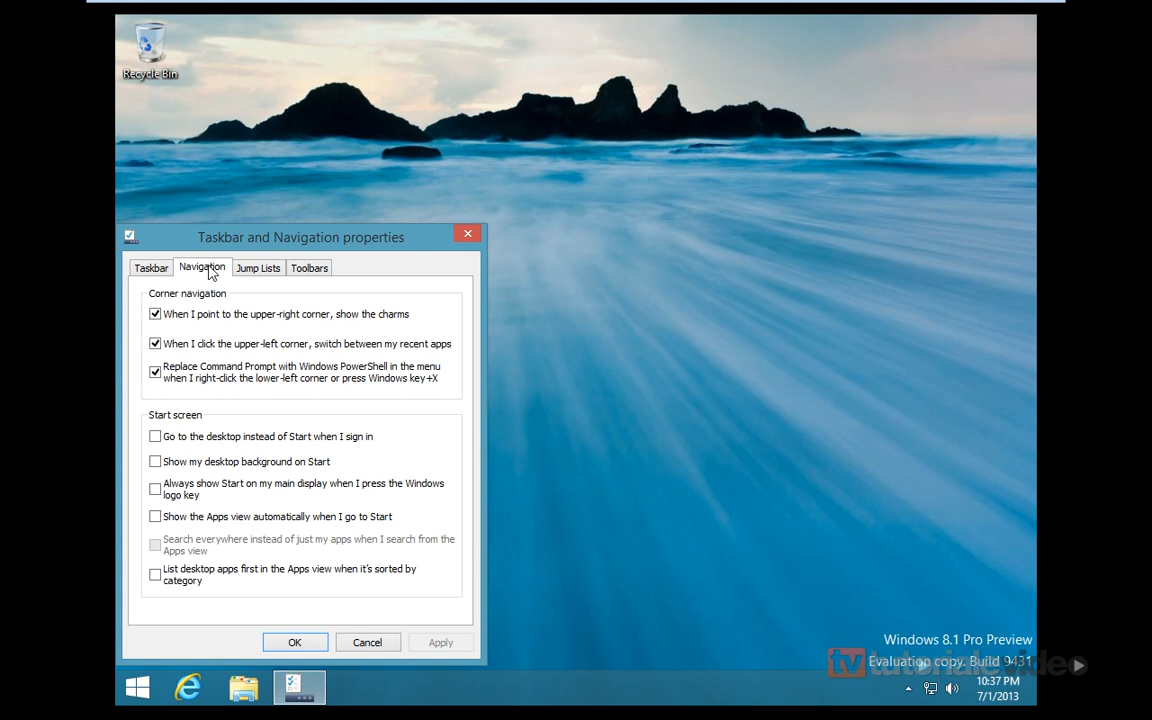 Recycle Bin
Taskbar and Navigation properties
Taskbar Navigation Jump Lists Toolbars
Corner navigation
When I point to the upper-right corner, show the charms
When I click the upper-left corner, switch between my recent apps
Replace Command Prompt with Windows PowerShell in the menu
when I right-click the lower-left corner or press Windows key+X
Start screen
Go to the desktop instead of Start when I sign in
Show my desktop background on Start
Always show Start on my main display when I press the Windows
logo key
Show the Apps view automatically when I go to Start
Search everywhere instead of just my apps when I search from the
Apps view
List desktop apps first in the Apps view when it's sorted by
category
OK Cancel Apply
Windows 8.1 Pro Preview
Evaluation copy. Build 9431
tv tutorialevideo
10:37 PM
7/1/2013